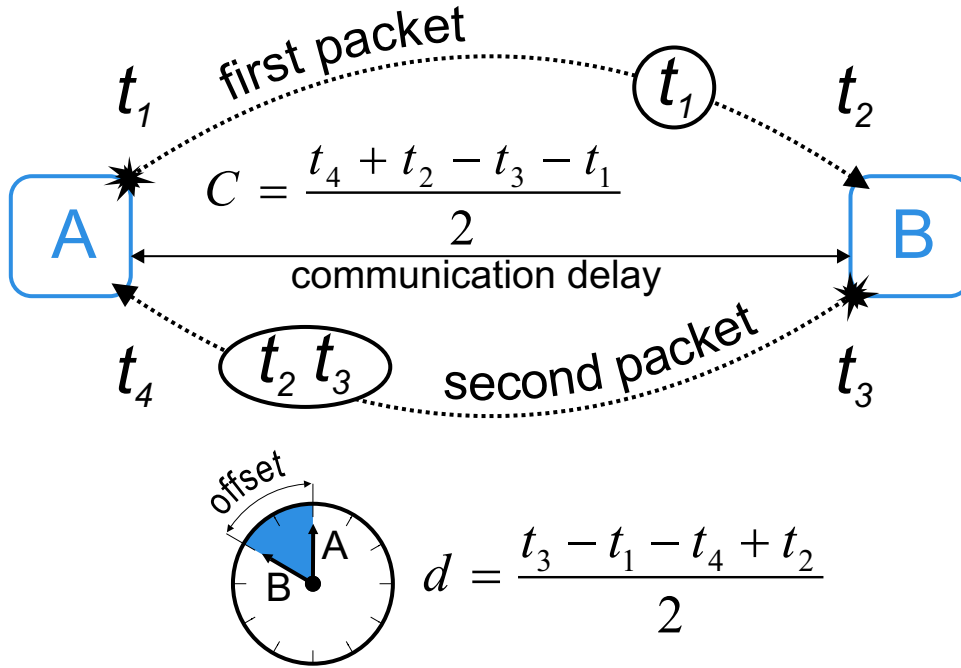 first packet
t₁
t₁
t₂
A
C = (t₄ + t₂ − t₃ − t₁) / 2
B
communication delay
t₄
t₂ t₃
second packet
t₃
offset
A
B
d = (t₃ − t₁ − t₄ + t₂) / 2